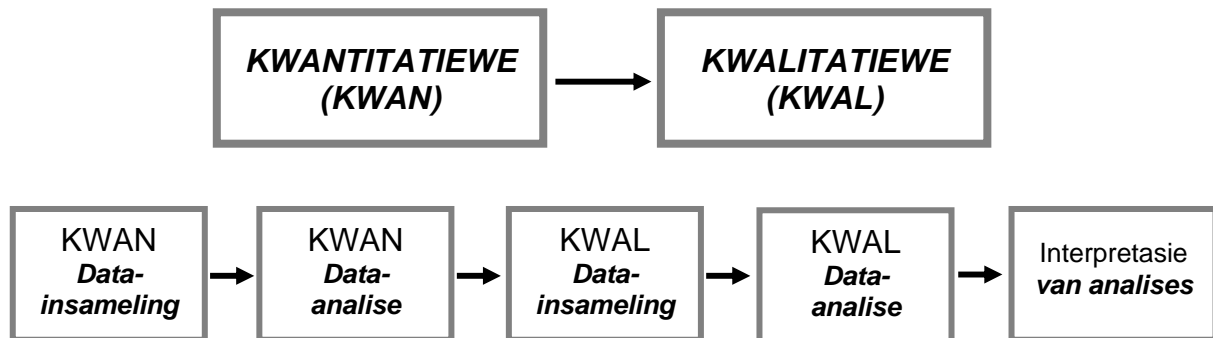 KWANTITATIEWE
(KWAN)
KWALITATIEWE
(KWAL)
KWAN
Data-
insameling
KWAN
Data-
analise
KWAL
Data-
insameling
KWAL
Data-
analise
Interpretasie
van analises